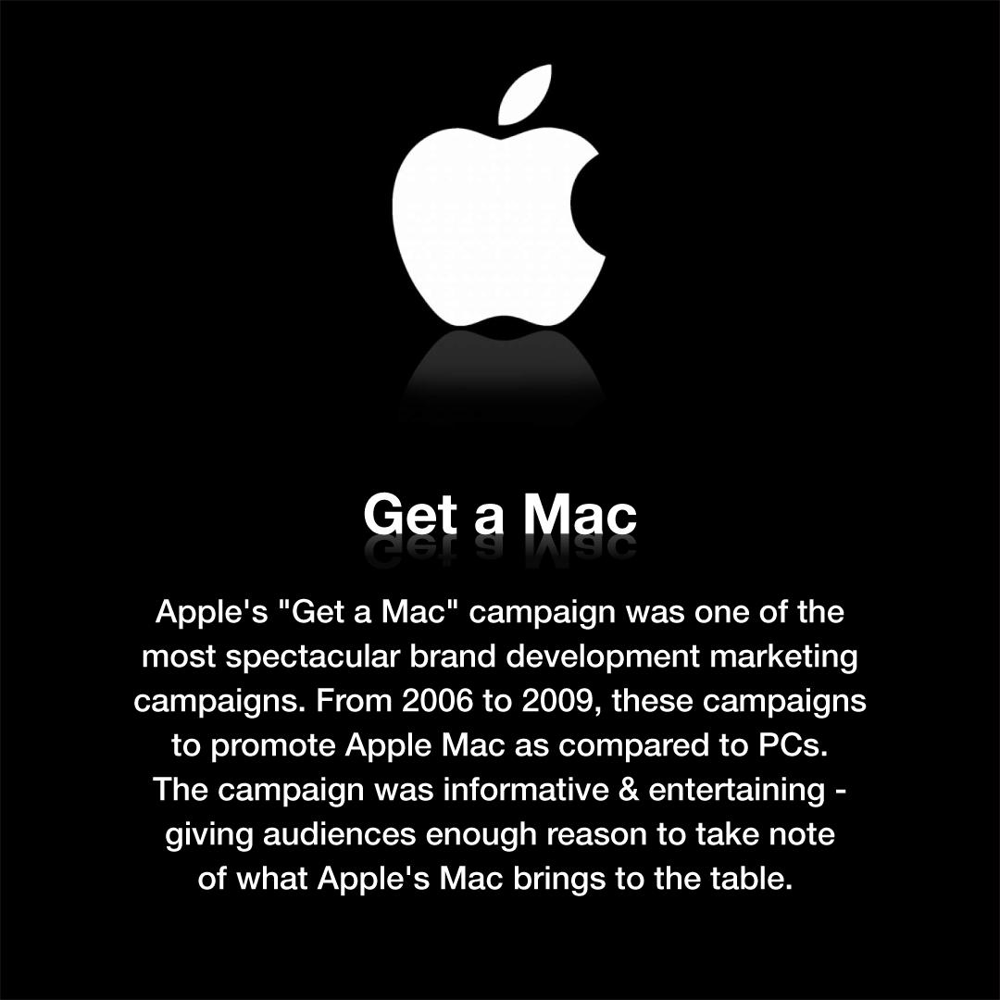 Get a Mac
Apple's "Get a Mac" campaign was one of the
most spectacular brand development marketing
campaigns. From 2006 to 2009, these campaigns
to promote Apple Mac as compared to PCs.
The campaign was informative & entertaining -
giving audiences enough reason to take note
of what Apple's Mac brings to the table.